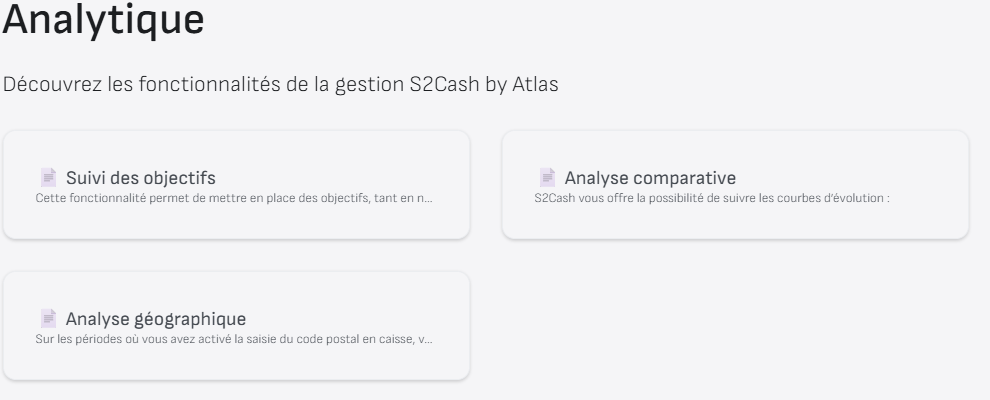 Analytique
Découvrez les fonctionnalités de la gestion S2Cash by Atlas
Suivi des objectifs
Cette fonctionnalité permet de mettre en place des objectifs, tant en n...
Analyse comparative
S2Cash vous offre la possibilité de suivre les courbes d'évolution :
Analyse géographique
Sur les périodes où vous avez activé la saisie du code postal en caisse, v...